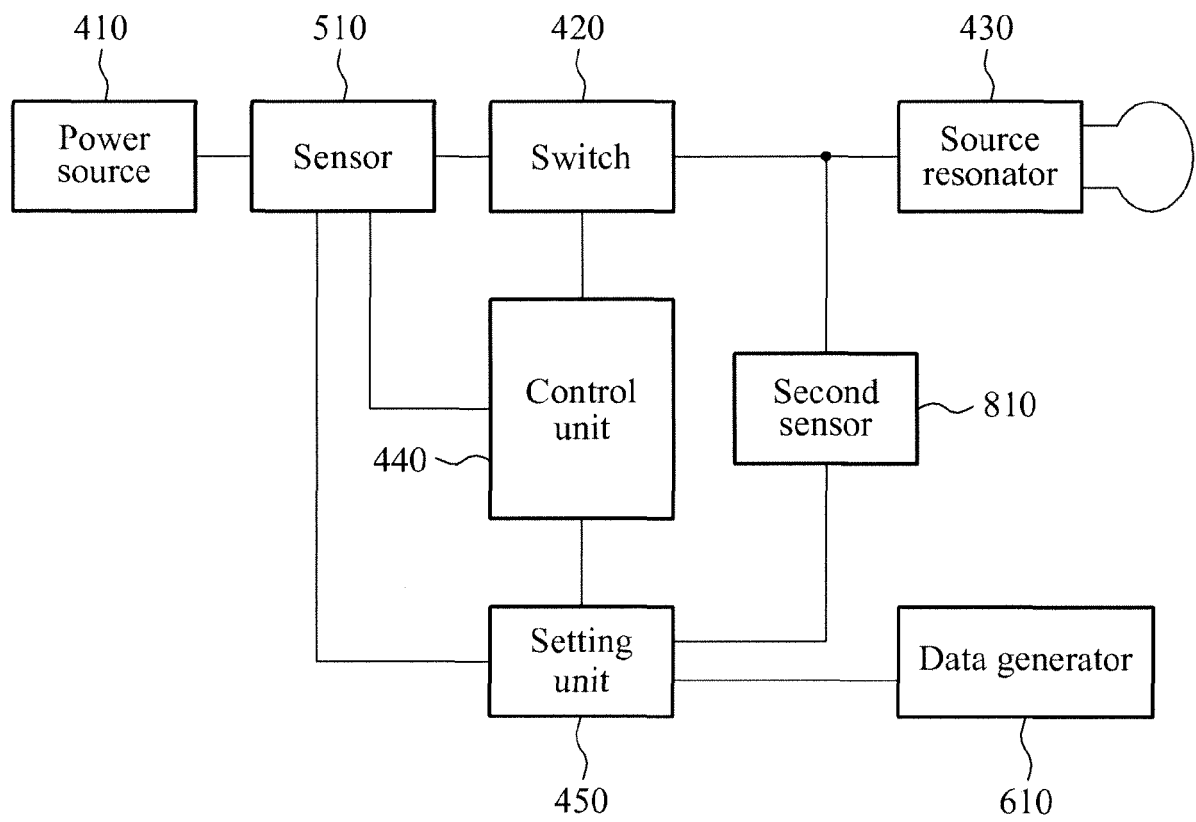 410
510
420
430
Power
source
Sensor
Switch
Source
resonator
Control
unit
440
Second
sensor
810
Setting
unit
Data generator
450
610